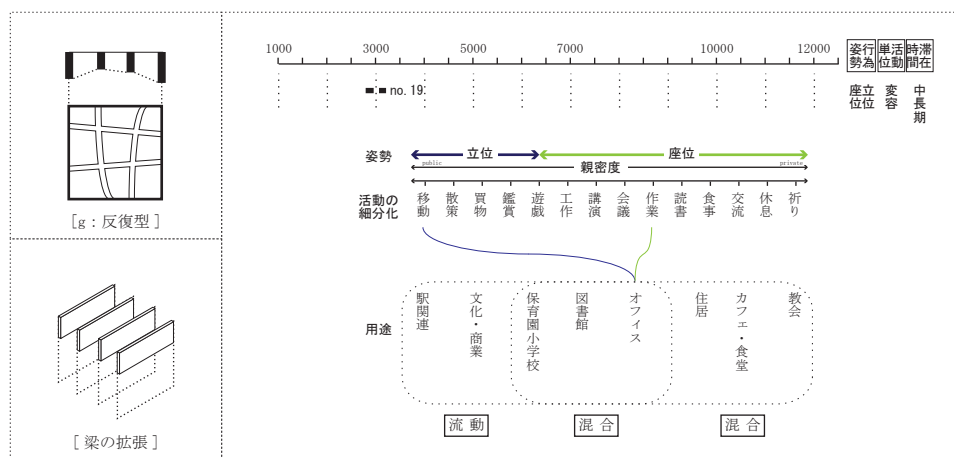 [g：反復型 ]
[ 梁の拡張 ]
1000 3000 5000 7000 10000 12000
行為姿勢 活動単位 滞在時間
立位座位 変容 中長期
no. 19
姿勢 立位 座位
public 親密度 private
活動の細分化 移動 散策 買物 鑑賞 遊戯 工作 講演 会議 作業 読書 食事 交流 休息 祈り
用途 駅関連 文化・商業 保育園小学校 図書館 オフィス 住居 カフェ・食堂 教会
流動 混合 混合